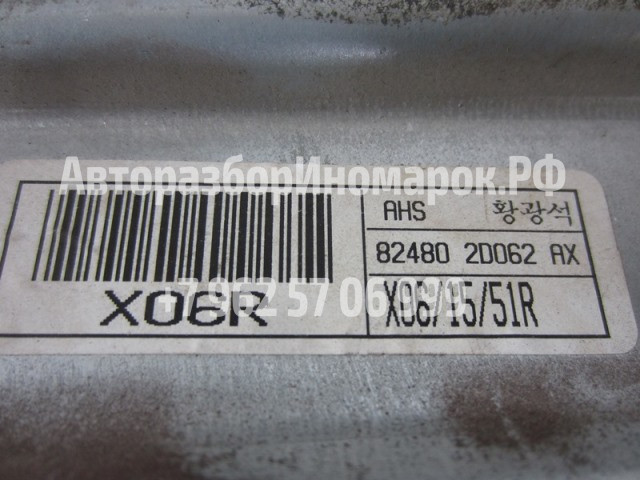 АвторазборИномарок.РФ
AHS 황광석
82480 2D062 AX
X06R
X06/15/51R